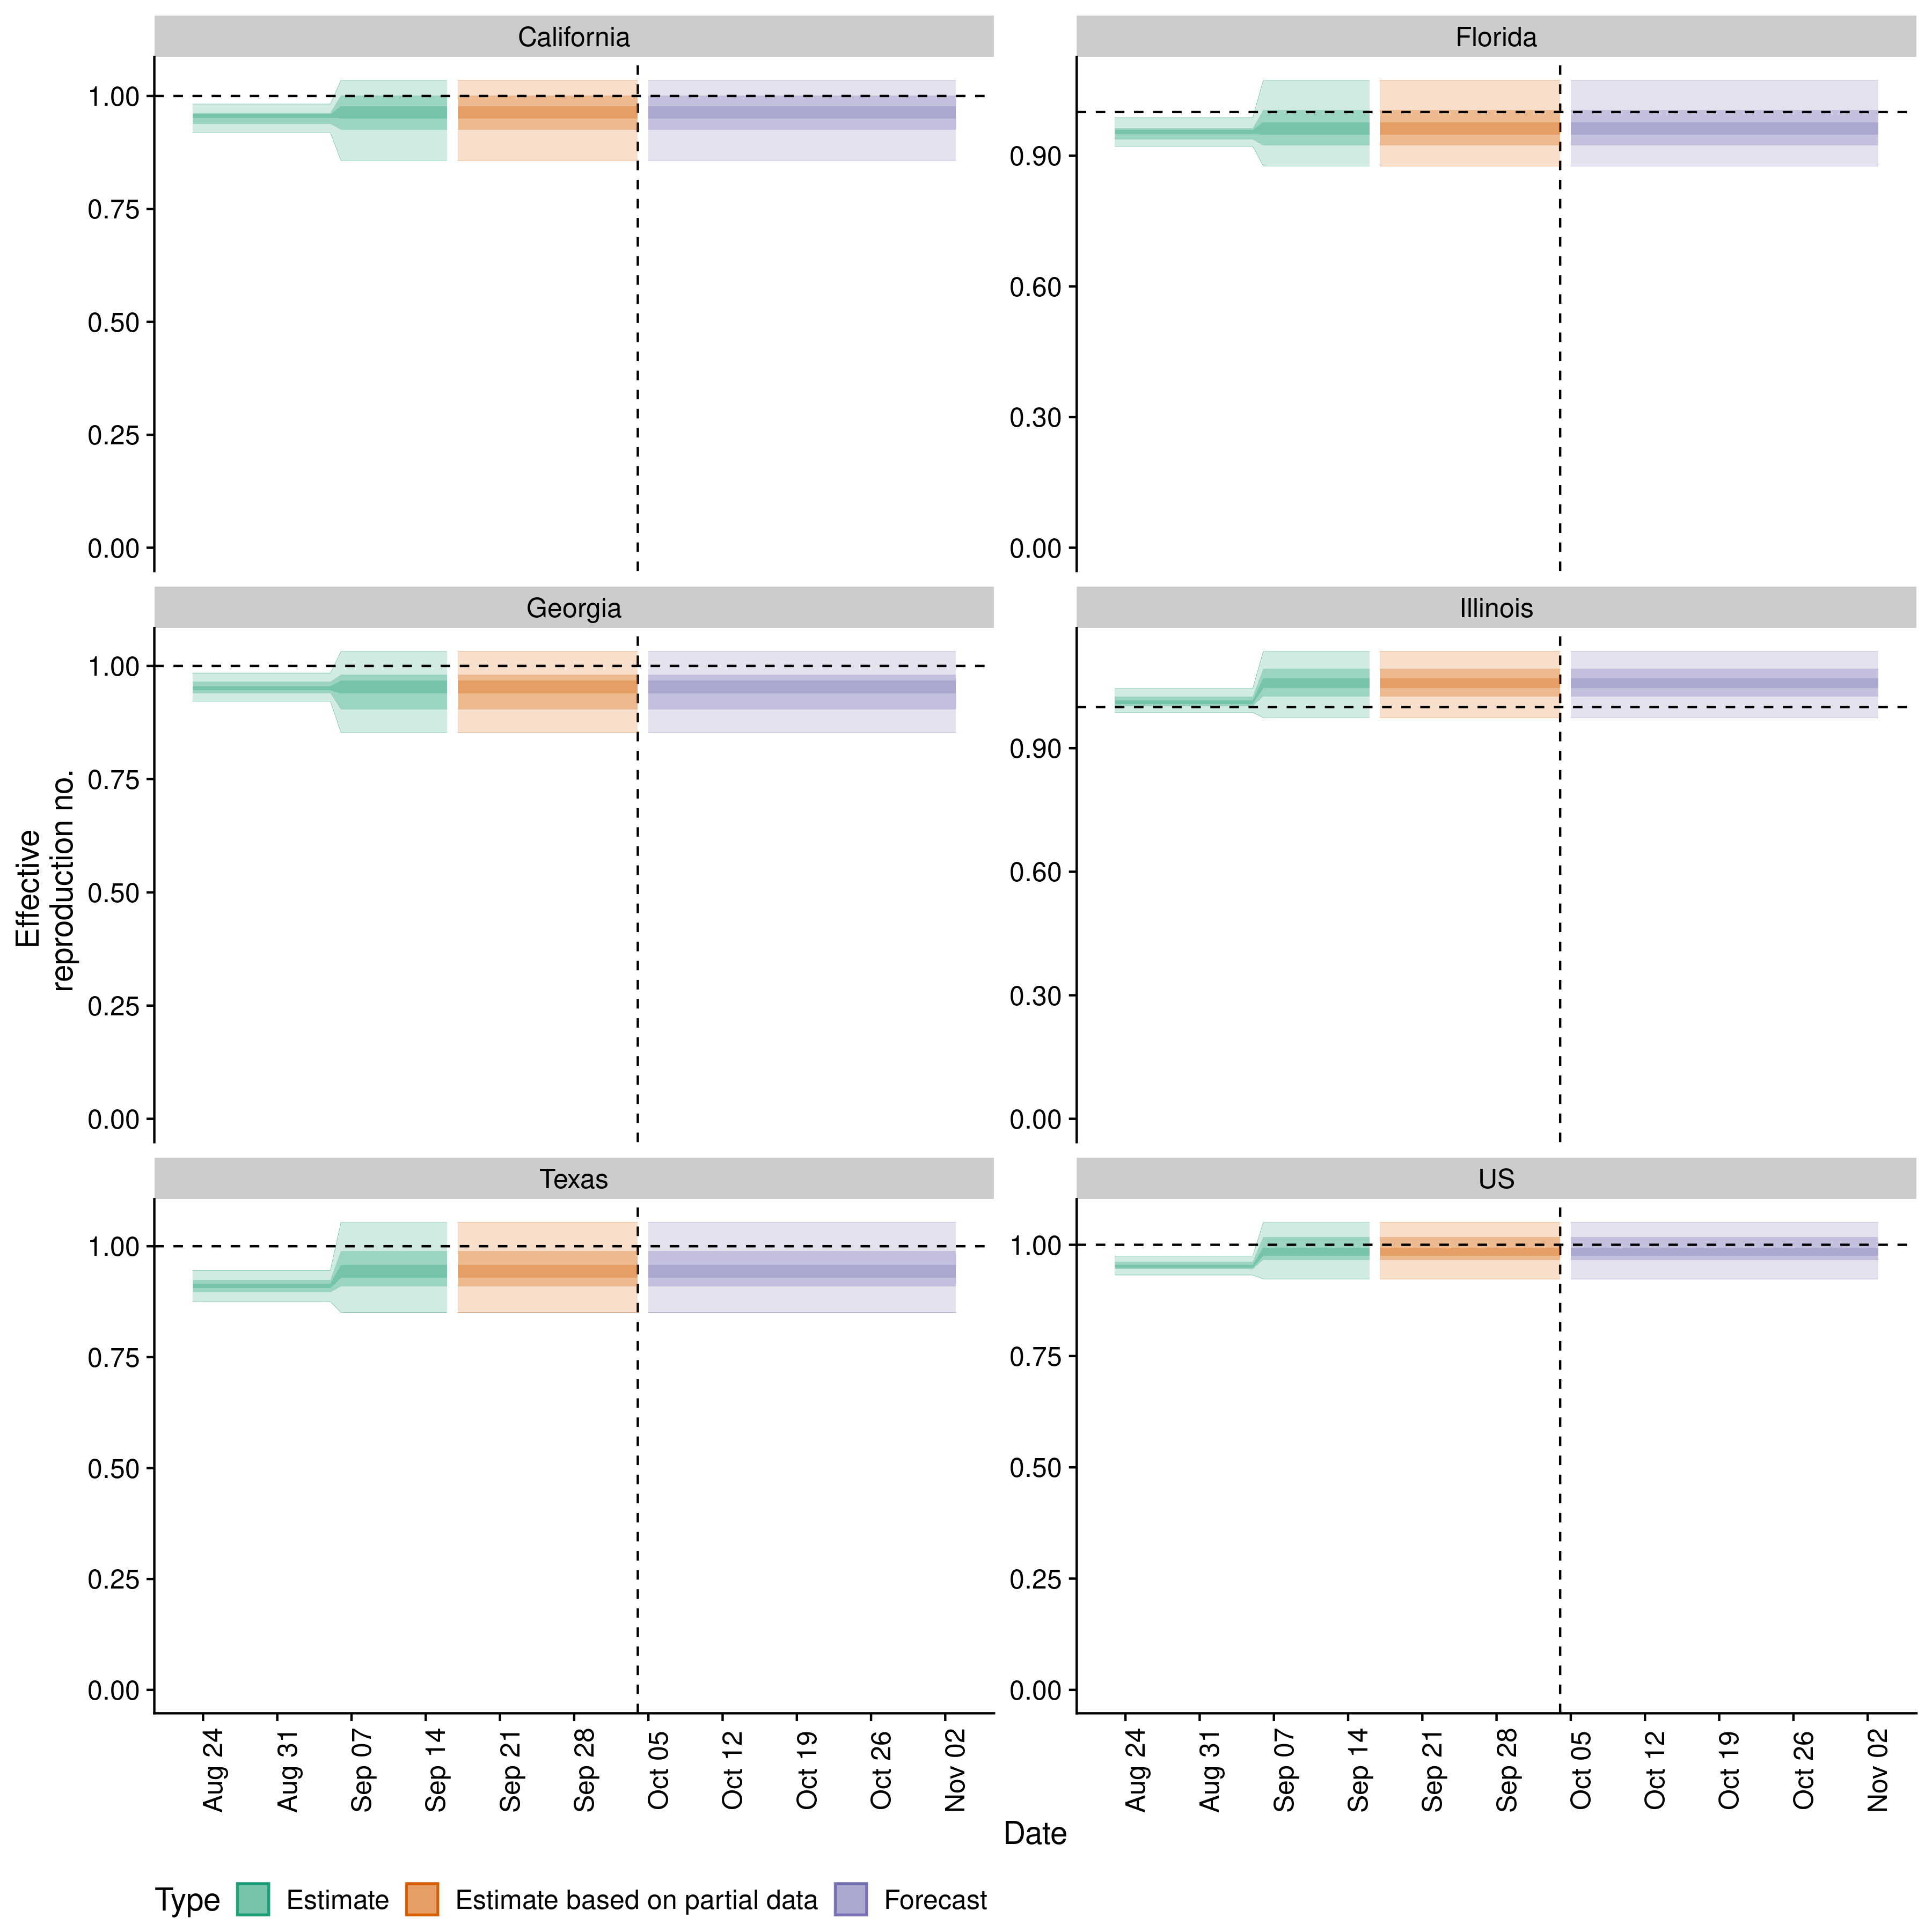 California
Florida
1.00
0.75
0.50
0.25
0.00
0.90
0.60
0.30
0.00
Georgia
Illinois
1.00
0.75
0.50
0.25
0.00
0.90
0.60
0.30
0.00
Texas
US
1.00
0.75
0.50
0.25
0.00
1.00
0.75
0.50
0.25
0.00
Effective
reproduction no.
Aug 24
Aug 31
Sep 07
Sep 14
Sep 21
Sep 28
Oct 05
Oct 12
Oct 19
Oct 26
Nov 02
Aug 24
Aug 31
Sep 07
Sep 14
Sep 21
Sep 28
Oct 05
Oct 12
Oct 19
Oct 26
Nov 02
Date
Type Estimate Estimate based on partial data Forecast